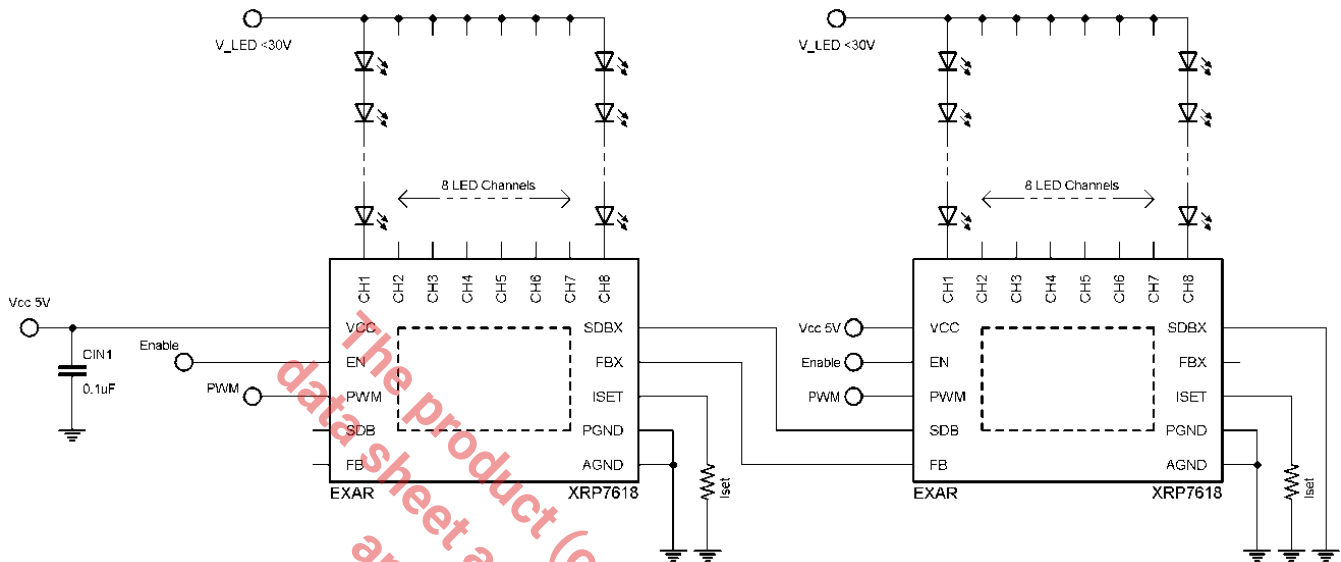 V_LED <30V
V_LED <30V
8 LED Channels
8 LED Channels
CH1 CH2 CH3 CH4 CH5 CH6 CH7 CH8
CH1 CH2 CH3 CH4 CH5 CH6 CH7 CH8
Vcc 5V
CIN1
0.1uF
Enable
PWM
VCC
EN
PWM
SDB
FB
SDBX
FBX
ISET
PGND
AGND
EXAR
XRP7618
Iset
Vcc 5V
Enable
PWM
VCC
EN
PWM
SDB
FB
SDBX
FBX
ISET
PGND
AGND
EXAR
XRP7618
Iset
The product (
data sheet a